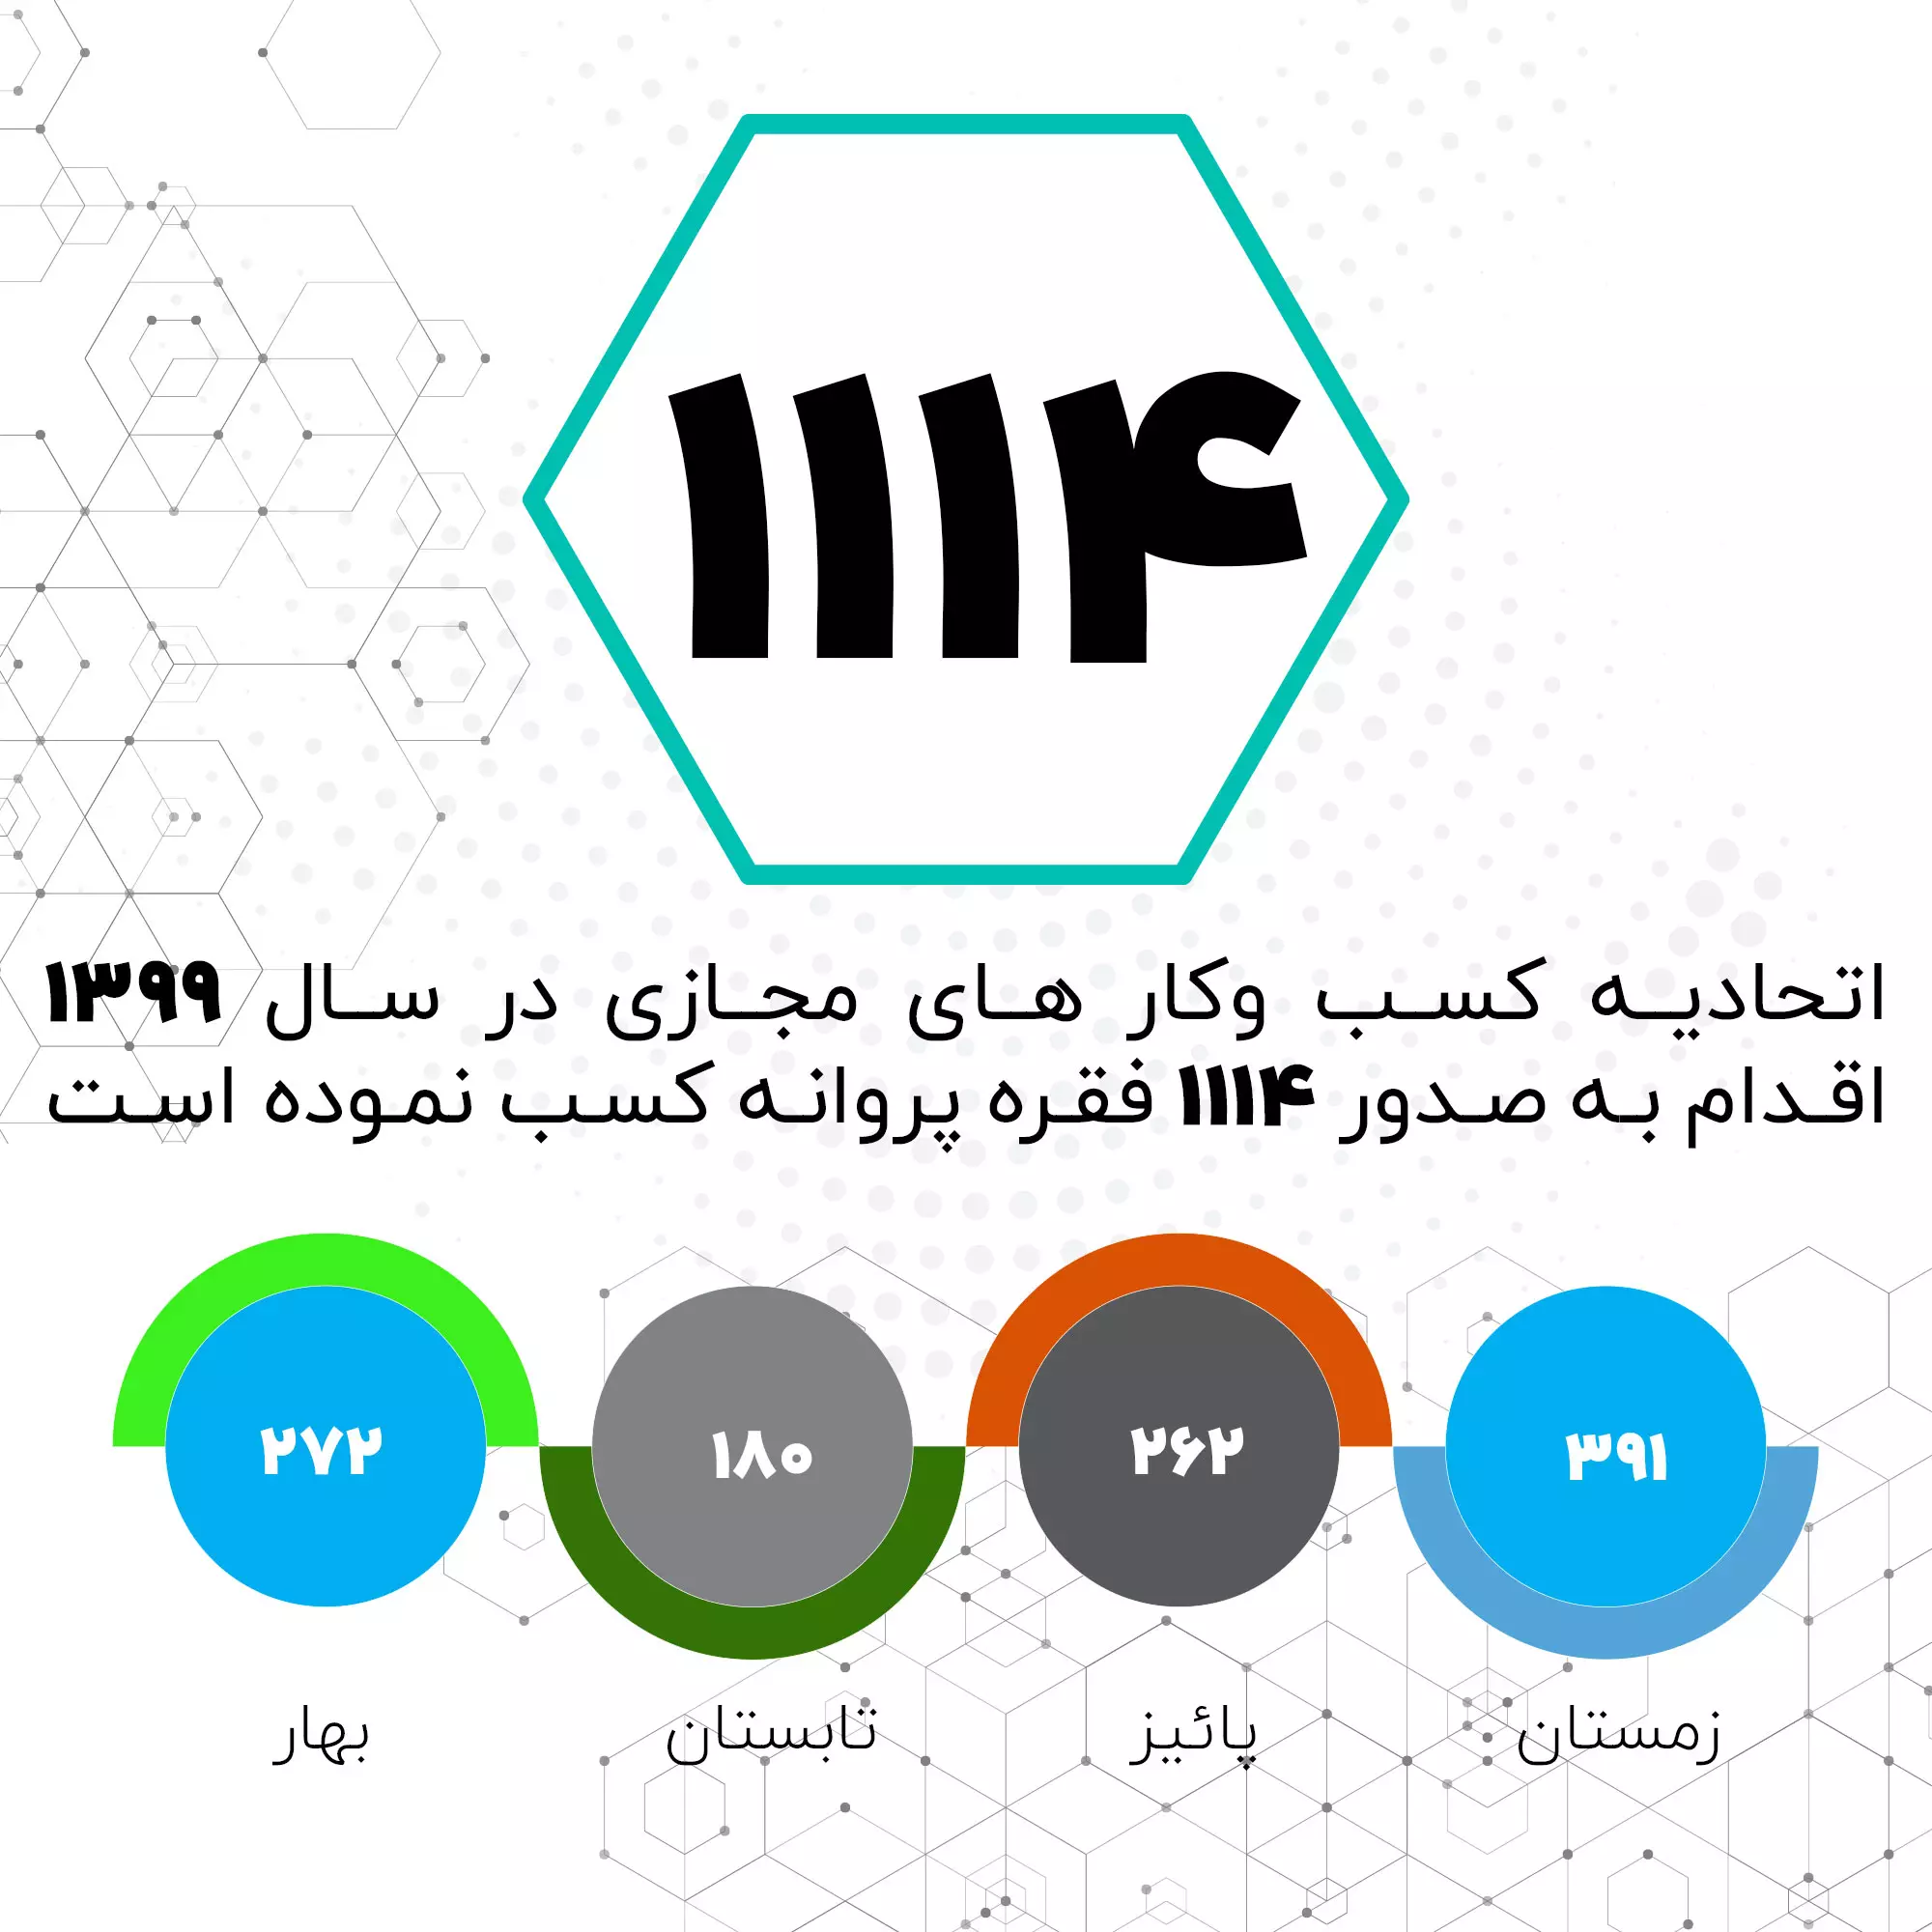 ۱۱۱۴
اتحادیه کسب وکار های مجازی در سال ۱۳۹۹
اقدام به صدور ۱۱۱۴ فقره پروانه کسب نموده است
۳۹۱
۲۶۲
۱۸۰
۲۷۲
زمستان
پائیز
تابستان
بهار